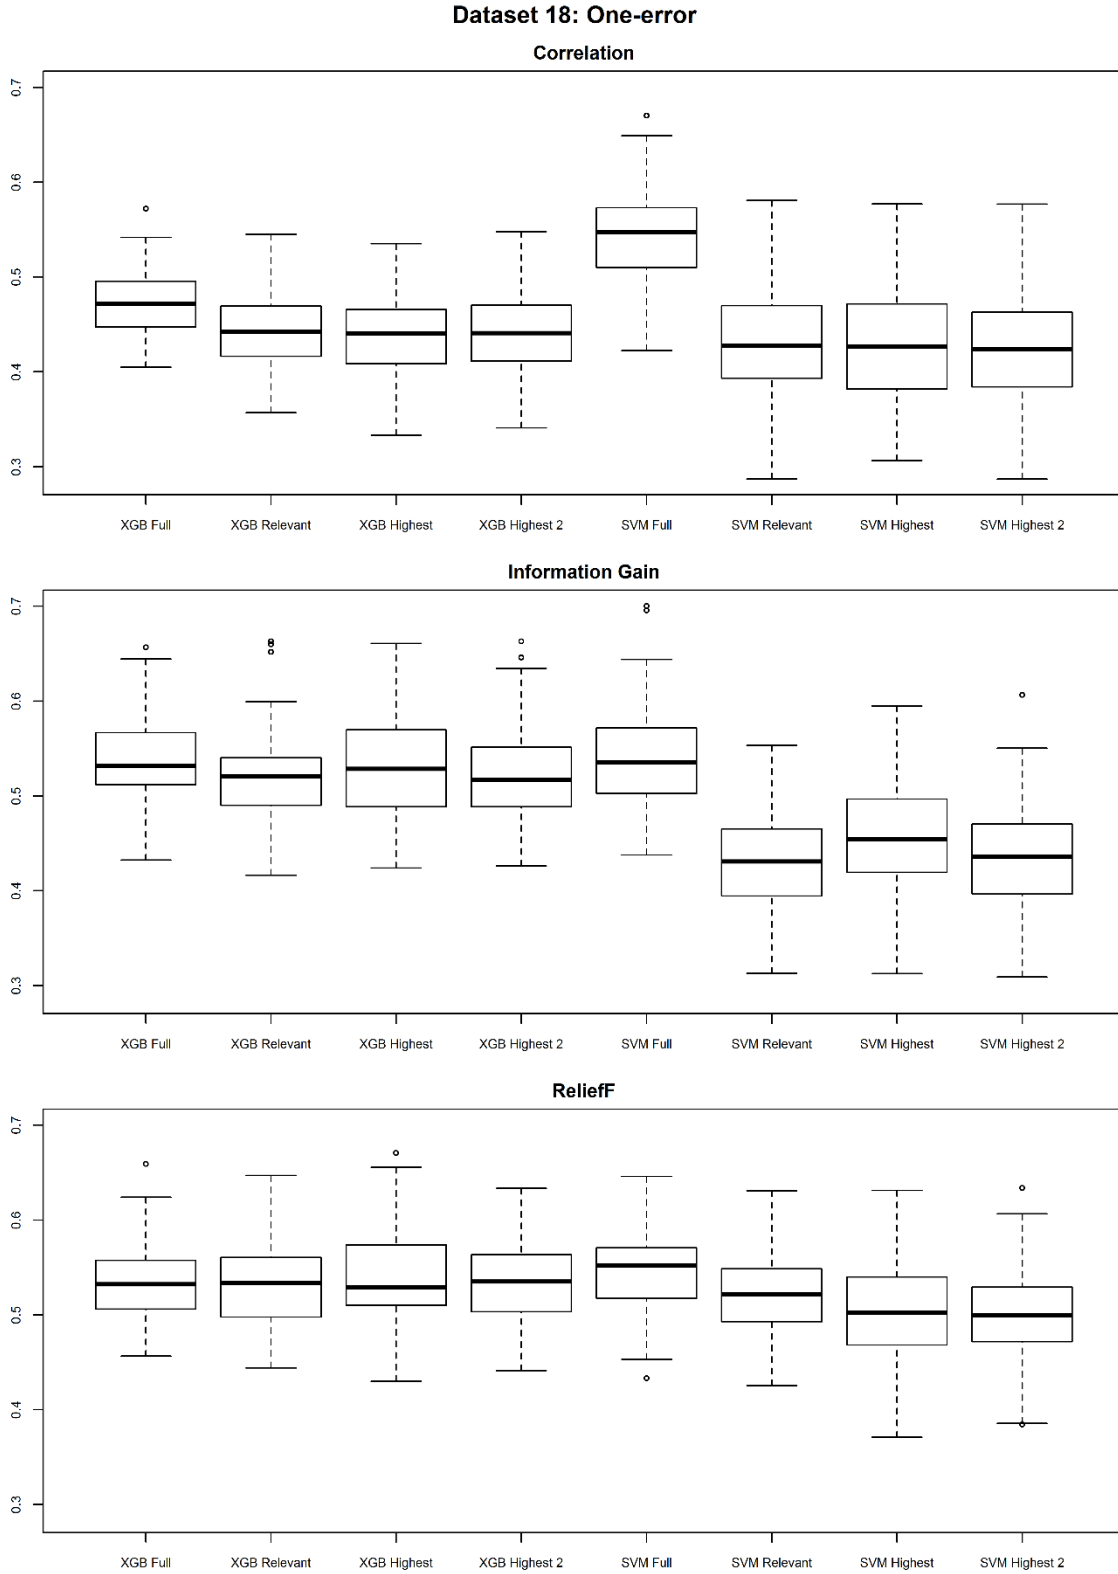 Dataset 18: One-error
Correlation
0.7
0.6
0.5
0.4
0.3
XGB Full XGB Relevant XGB Highest XGB Highest 2 SVM Full SVM Relevant SVM Highest SVM Highest 2
Information Gain
0.7
0.6
0.5
0.4
0.3
XGB Full XGB Relevant XGB Highest XGB Highest 2 SVM Full SVM Relevant SVM Highest SVM Highest 2
ReliefF
0.7
0.6
0.5
0.4
0.3
XGB Full XGB Relevant XGB Highest XGB Highest 2 SVM Full SVM Relevant SVM Highest SVM Highest 2